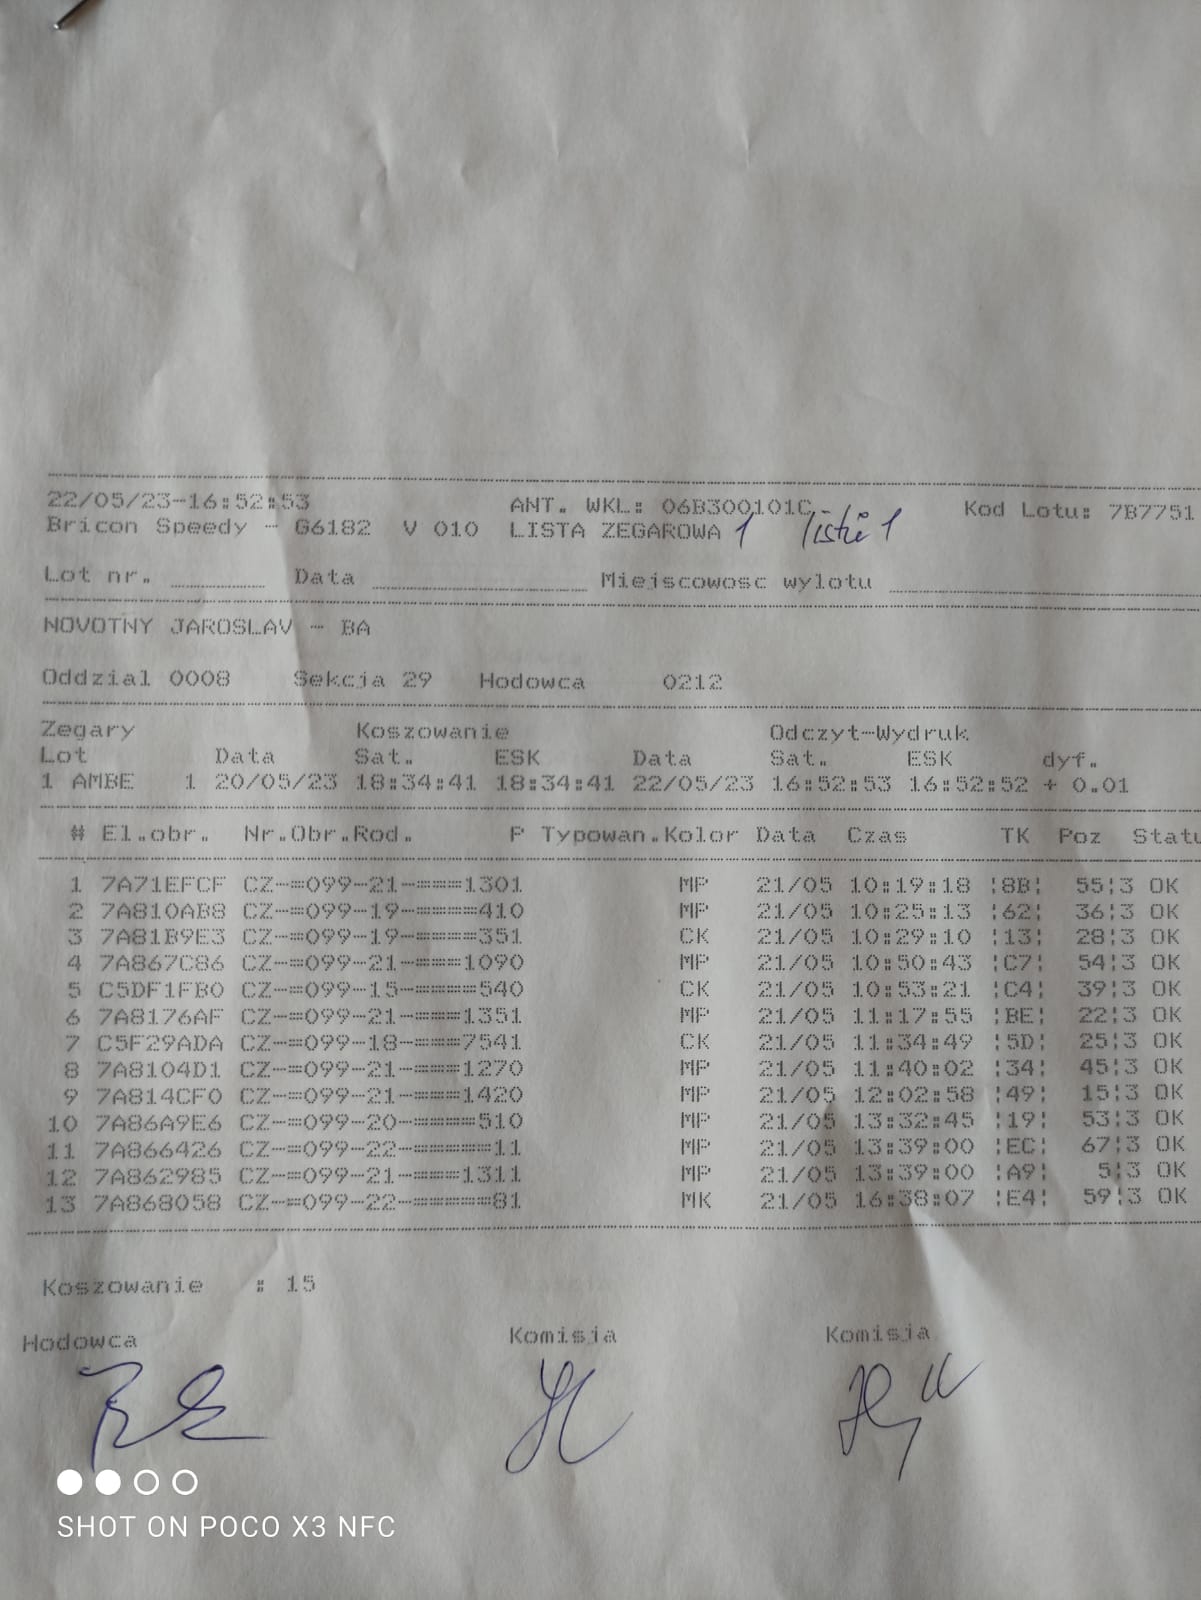 22/05/23-16:52:53 ANT. WKL: 06B300101C Kod Lotu: 7B7751
Bricon Speedy - G6182 V 010 LISTA ZEGAROWA 1
Lot nr. Data Miejscowosc wylotu
NOVOTNY JAROSLAV - BA
Oddzial 0008 Sekcja 29 Hodowca 0212
Zegary Koszowanie Odczyt-Wydruk
Lot Data Sat. ESK Data Sat. ESK dyf.
1 AMBE 1 20/05/23 18:34:41 18:34:41 22/05/23 16:52:53 16:52:52 + 0.01
# El.obr. Nr.Obr.Rod. P Typowan.Kolor Data Czas TK Poz Statu
1 7A71EFCF CZ-=099-21-===1301 MP 21/05 10:19:18 ¦8B¦ 55¦3 OK
2 7A810AB8 CZ-=099-19-====410 MP 21/05 10:25:13 ¦62¦ 36¦3 OK
3 7A81B9E3 CZ-=099-19-====351 CK 21/05 10:29:10 ¦13¦ 28¦3 OK
4 7A867C86 CZ-=099-21-===1090 MP 21/05 10:50:43 ¦C7¦ 54¦3 OK
5 C5DF1FB0 CZ-=099-15-====540 CK 21/05 10:53:21 ¦C4¦ 39¦3 OK
6 7A8176AF CZ-=099-21-===1351 MP 21/05 11:17:55 ¦BE¦ 22¦3 OK
7 C5F29ADA CZ-=099-18-===7541 CK 21/05 11:34:49 ¦5D¦ 25¦3 OK
8 7A8104D1 CZ-=099-21-===1270 MP 21/05 11:40:02 ¦34¦ 45¦3 OK
9 7A814CF0 CZ-=099-21-===1420 MP 21/05 12:02:58 ¦49¦ 15¦3 OK
10 7A86A9E6 CZ-=099-20-====510 MP 21/05 13:32:45 ¦19¦ 53¦3 OK
11 7A866426 CZ-=099-22-=====11 MP 21/05 13:39:00 ¦EC¦ 67¦3 OK
12 7A862985 CZ-=099-21-===1311 MP 21/05 13:39:00 ¦A9¦ 5¦3 OK
13 7A868058 CZ-=099-22-=====81 MK 21/05 16:38:07 ¦E4¦ 59¦3 OK
Koszowanie : 15
Hodowca Komisja Komisja
SHOT ON POCO X3 NFC